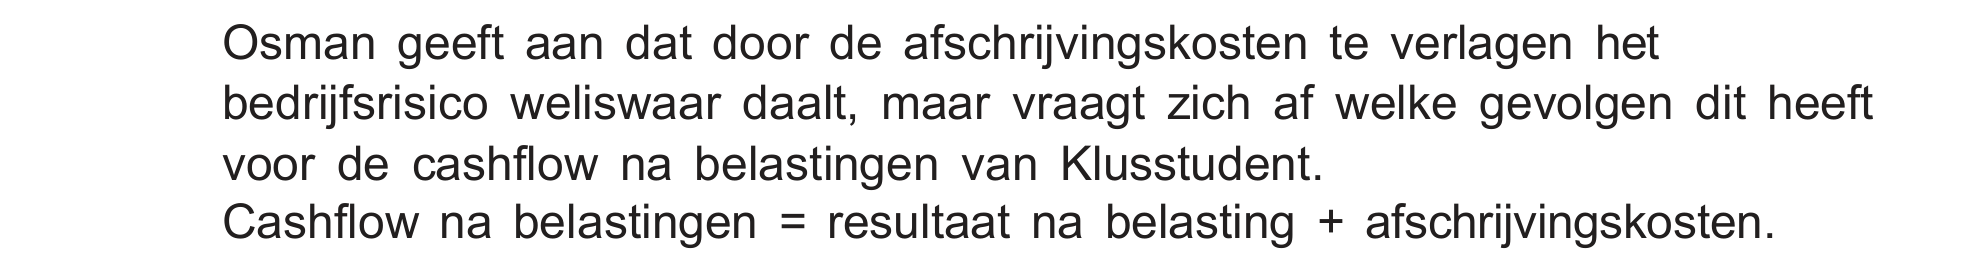 Osman geeft aan dat door de afschrijvingskosten te verlagen het
bedrijfsrisico weliswaar daalt, maar vraagt zich af welke gevolgen dit heeft
voor de cashflow na belastingen van Klusstudent.
Cashflow na belastingen = resultaat na belasting + afschrijvingskosten.